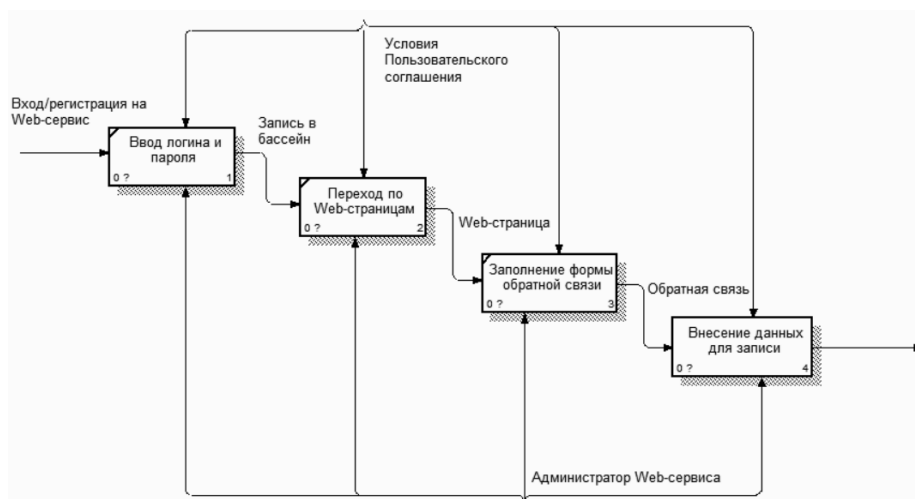 Условия
Пользовательского
соглашения
Вход/регистрация на
Web-сервис
Ввод логина и
пароля
0 ?
1
Запись в
бассейн
Переход по
Web-страницам
0 ?
2
Web-страница
Заполнение формы
обратной связи
0 ?
3
Обратная связь
Внесение данных
для записи
0 ?
4
Администратор Web-сервиса